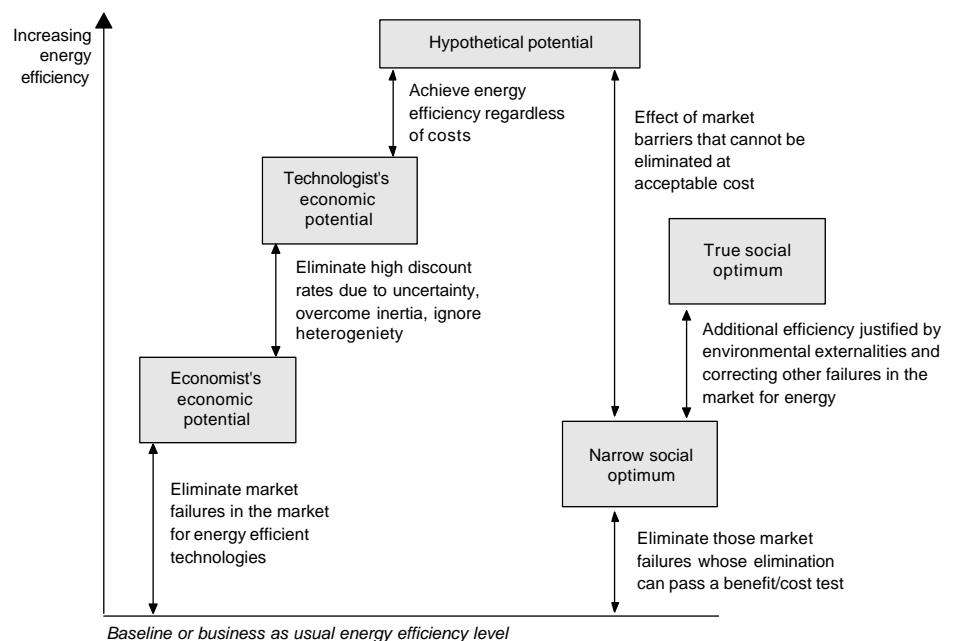 Increasing
energy
efficiency
Hypothetical potential
Achieve energy
efficiency regardless
of costs
Effect of market
barriers that cannot be
eliminated at
acceptable cost
Technologist's
economic
potential
True social
optimum
Eliminate high discount
rates due to uncertainty,
overcome inertia, ignore
heterogeniety
Additional efficiency justified by
environmental externalities and
correcting other failures in the
market for energy
Economist's
economic
potential
Narrow social
optimum
Eliminate market
failures in the market
for energy efficient
technologies
Eliminate those market
failures whose elimination
can pass a benefit/cost test
Baseline or business as usual energy efficiency level